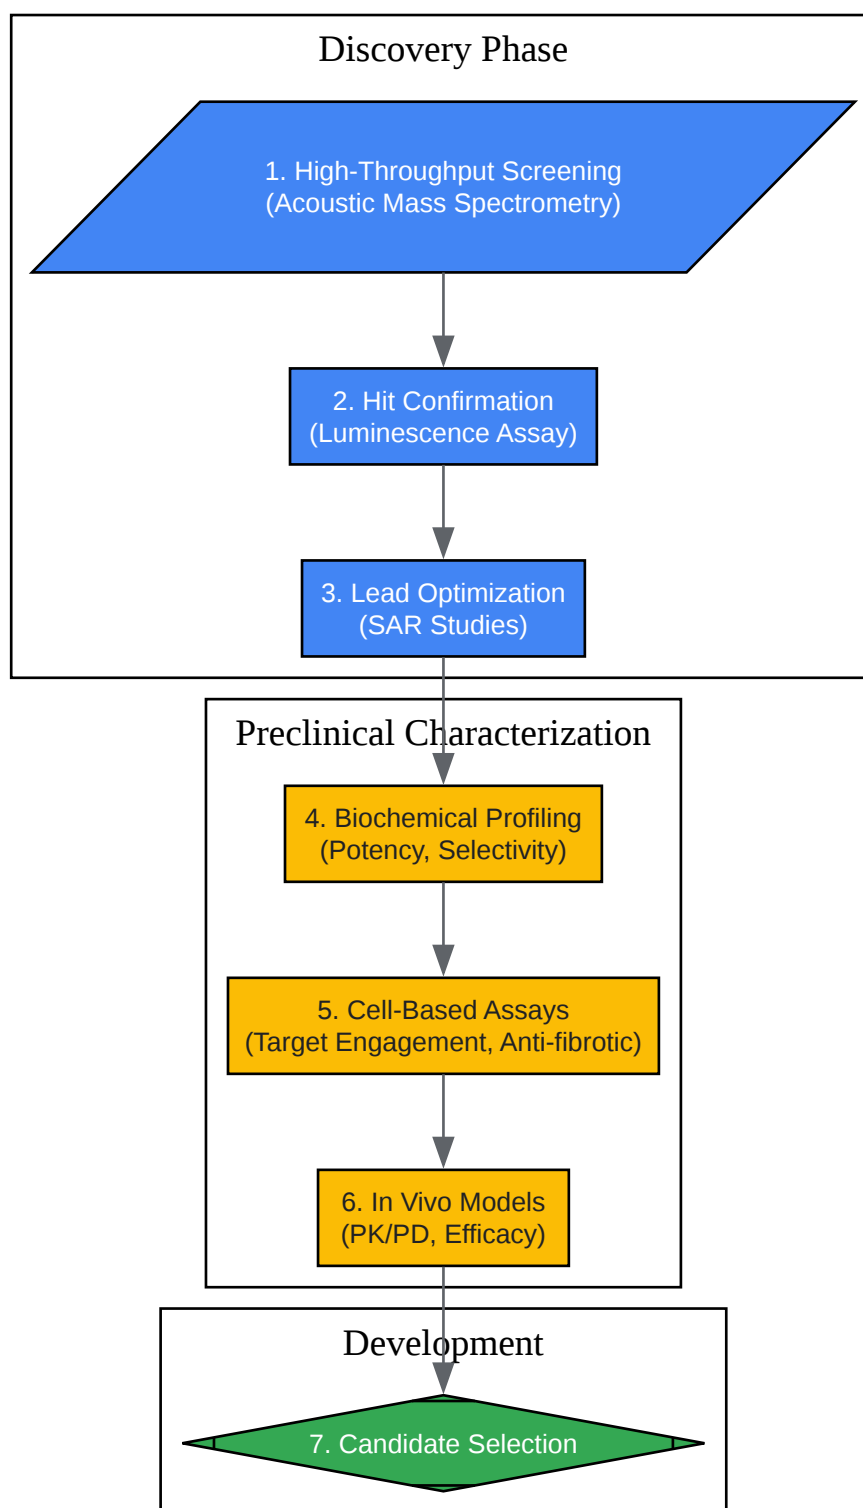 Discovery Phase
1. High-Throughput Screening
(Acoustic Mass Spectrometry)
2. Hit Confirmation
(Luminescence Assay)
3. Lead Optimization
(SAR Studies)
Preclinical Characterization
4. Biochemical Profiling
(Potency, Selectivity)
5. Cell-Based Assays
(Target Engagement, Anti-fibrotic)
6. In Vivo Models
(PK/PD, Efficacy)
Development
7. Candidate Selection